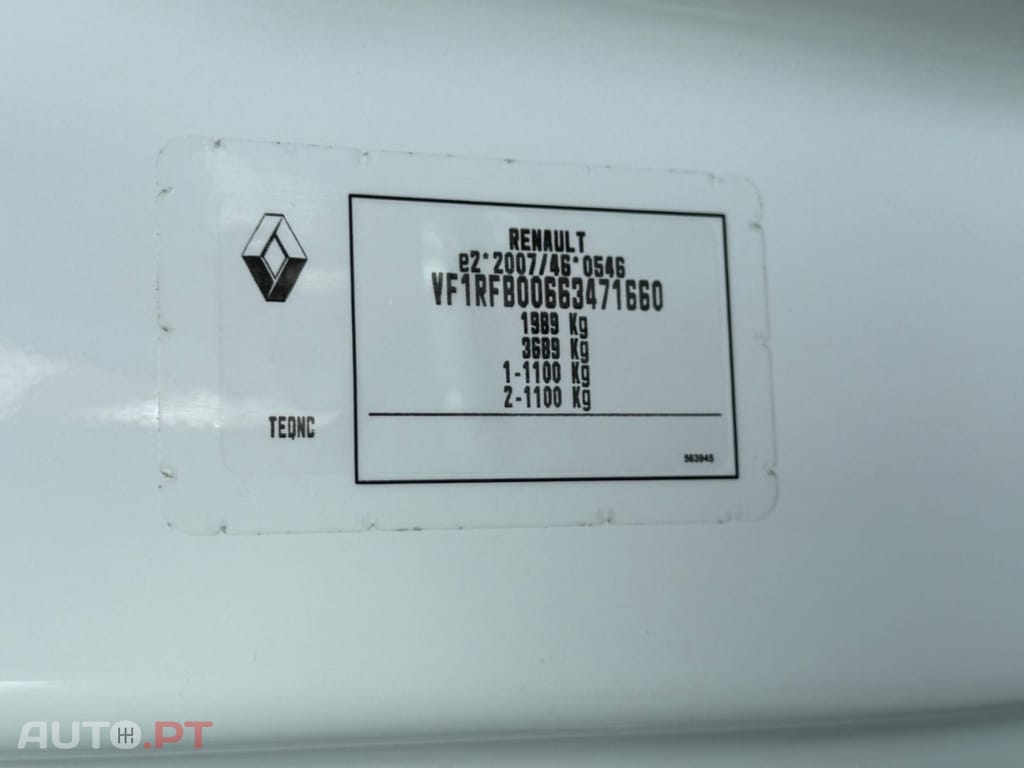 RENAULT
e2*2007/46*0546
VF1RFB00663471660
1989 Kg
3689 Kg
1-1100 Kg
2-1100 Kg
TEQNC
563945
AUTO.PT